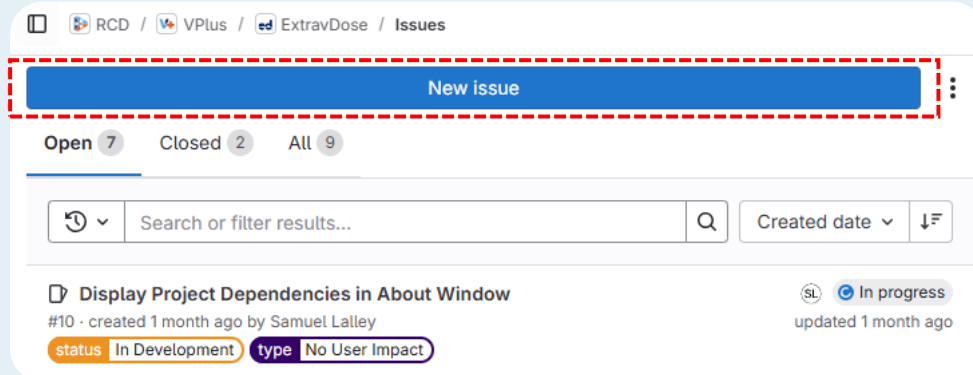 RCD / V+ VPlus / ed ExtravDose / Issues
New issue
Open 7 Closed 2 All 9
Search or filter results... Created date
Display Project Dependencies in About Window SL In progress
#10 · created 1 month ago by Samuel Lalley updated 1 month ago
status In Development type No User Impact